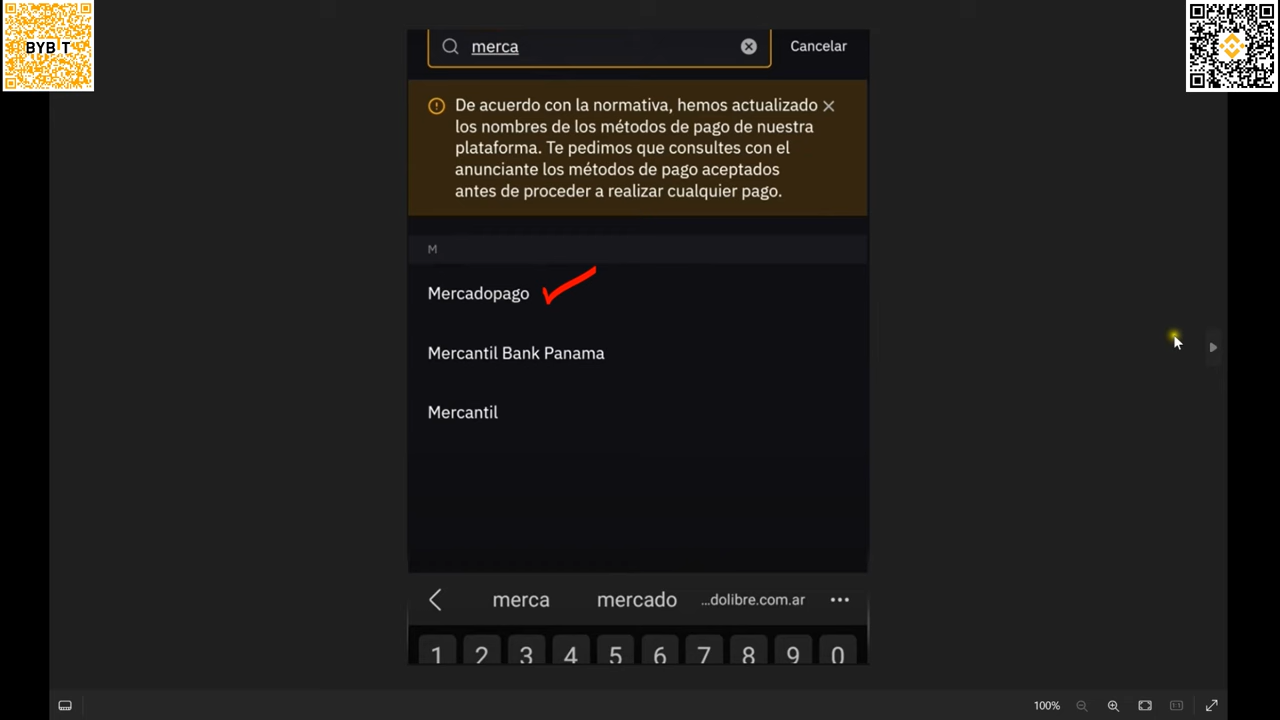 BYB T
merca
Cancelar
De acuerdo con la normativa, hemos actualizado
los nombres de los métodos de pago de nuestra
plataforma. Te pedimos que consultes con el
anunciante los métodos de pago aceptados
antes de proceder a realizar cualquier pago.
M
Mercadopago
Mercantil Bank Panama
Mercantil
merca mercado ...dolibre.com.ar
1 2 3 4 5 6 7 8 9 0
100%
1:1